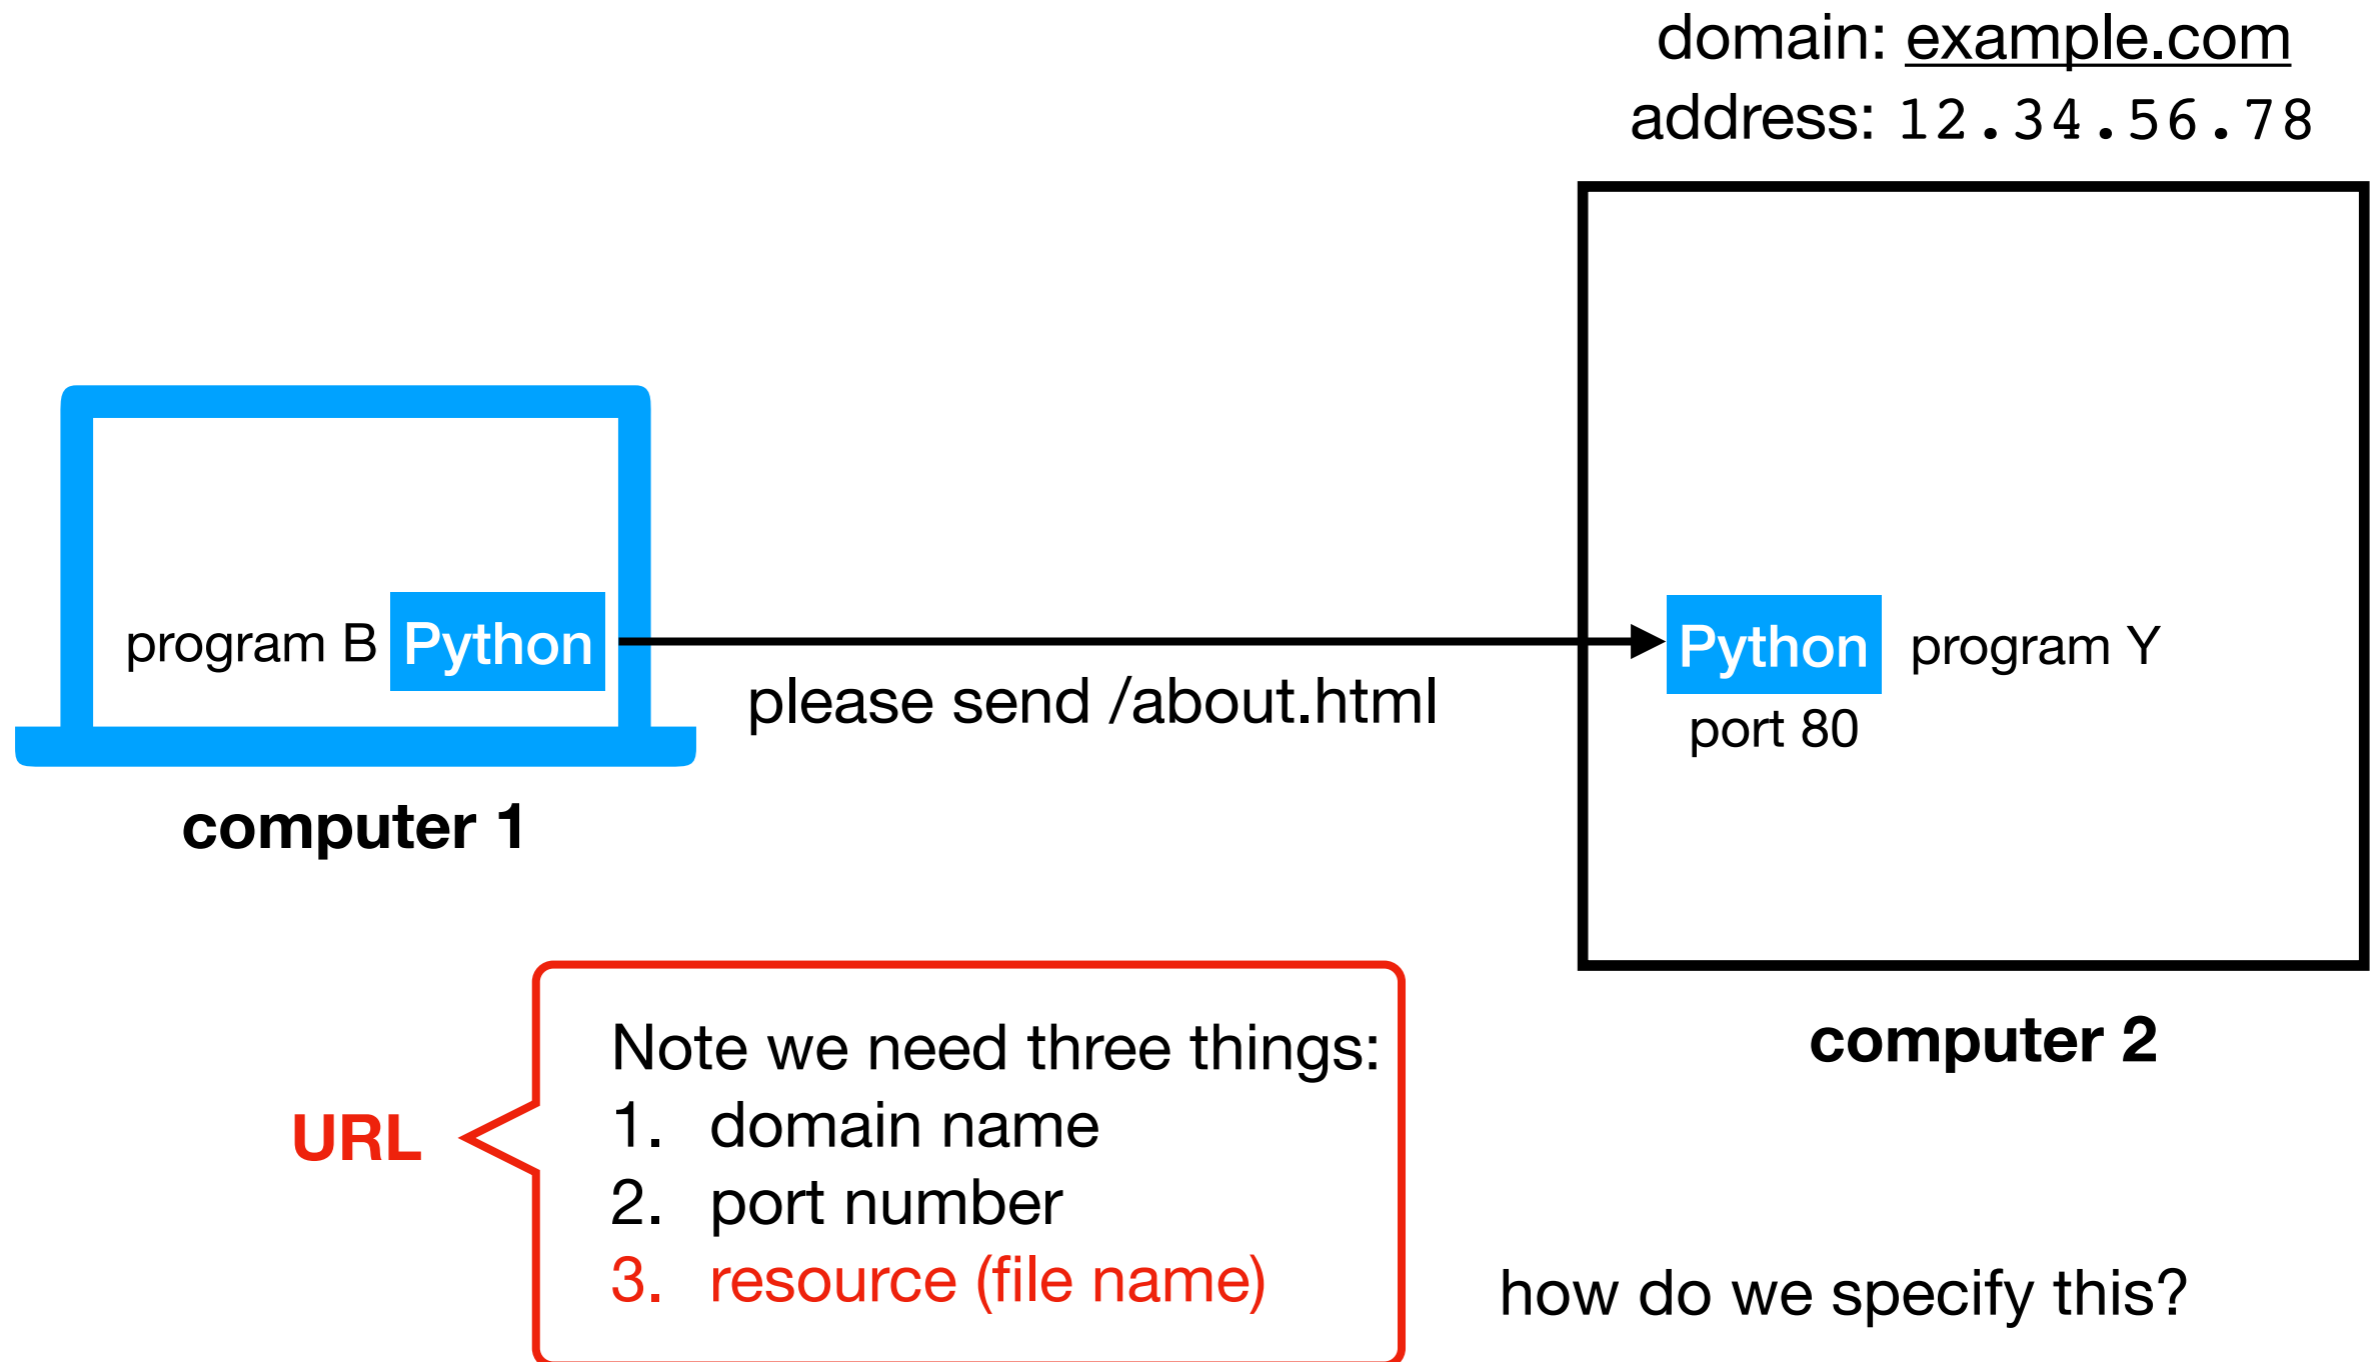 domain: example.com
address: 12.34.56.78
program B Python
please send /about.html
Python program Y
port 80
computer 1
computer 2
URL
Note we need three things:
1. domain name
2. port number
3. resource (file name)
how do we specify this?